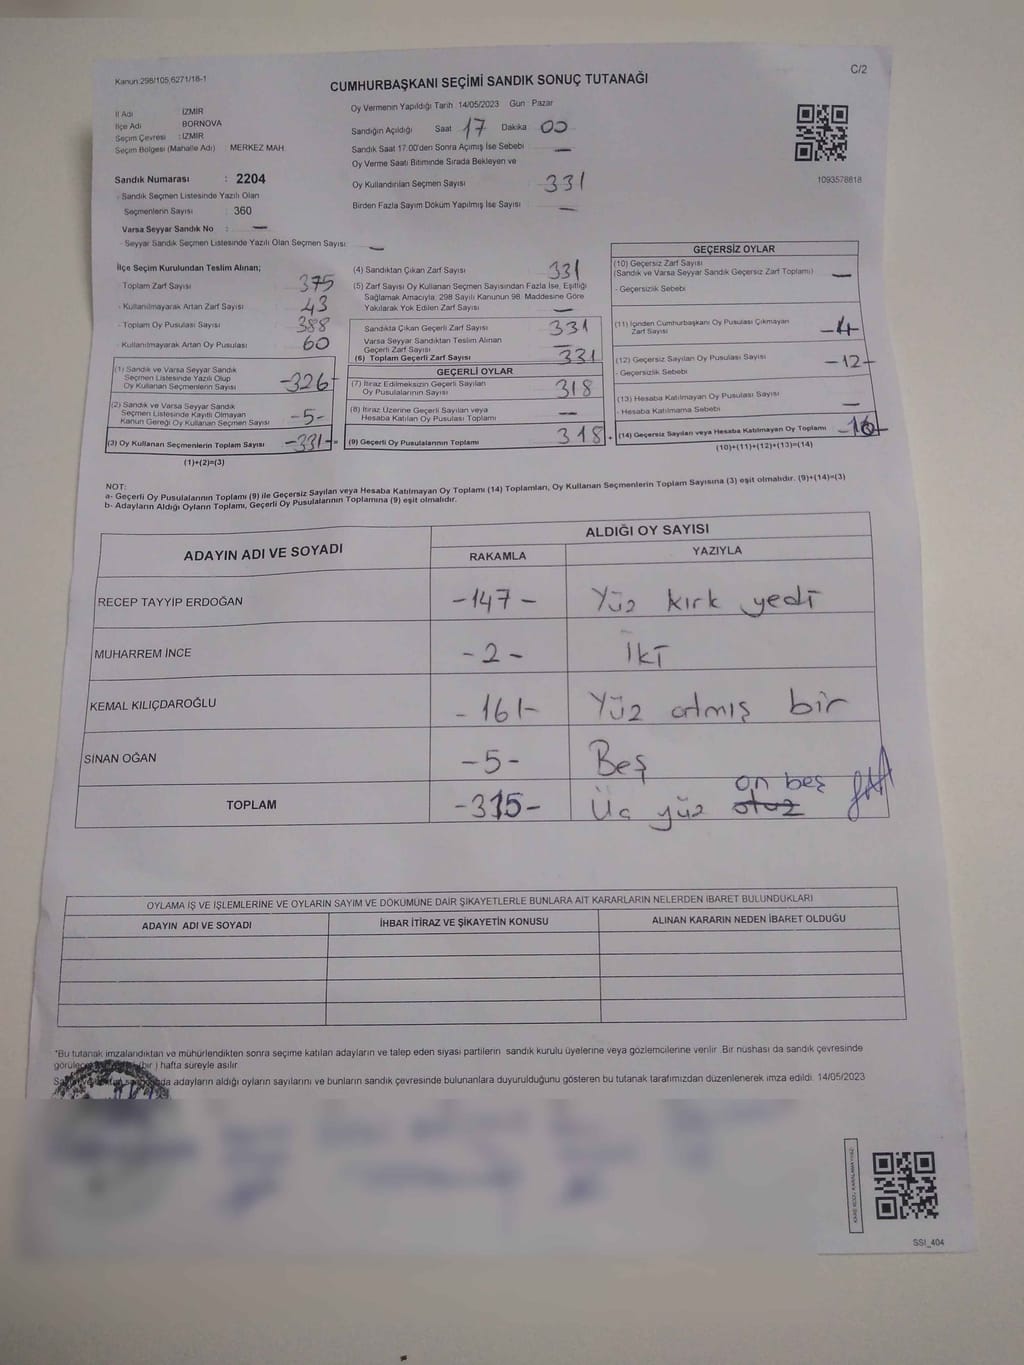 Kanun:298/105,6271/18-1
C/2
CUMHURBAŞKANI SEÇİMİ SANDIK SONUÇ TUTANAĞI
İl Adı : İZMİR
İlçe Adı : BORNOVA
Seçim Çevresi : İZMİR
Seçim Bölgesi (Mahalle Adı) : MERKEZ MAH.
Sandık Numarası : 2204
- Sandık Seçmen Listesinde Yazılı Olan
Seçmenlerin Sayısı : 360
Varsa Seyyar Sandık No : —
- Seyyar Sandık Listesinde Yazılı Olan Seçmen Sayısı: —
Oy Vermenin Yapıldığı Tarih :14/05/2023 Gün : Pazar
Sandığın Açıldığı Saat 17 Dakika 00
Sandık Saat 17.00'den Sonra Açımış İse Sebebi —
Oy Verme Saati Bitiminde Sırada Bekleyen ve
Oy Kullandırılan Seçmen Sayısı 331
Birden Fazla Sayım Döküm Yapılmış İse Sayısı —
1093578818
İlçe Seçim Kurulundan Teslim Alınan;
- Toplam Zarf Sayısı 375
- Kullanılmayarak Artan Zarf Sayısı 43
- Toplam Oy Pusulası Sayısı 388
- Kullanılmayarak Artan Oy Pusulası 60
(1) Sandık ve Varsa Seyyar Sandık
Seçmen Listesinde Yazılı Olup
Oy Kullanan Seçmenlerin Sayısı -326-
(2) Sandık ve Varsa Seyyar Sandık
Seçmen Listesinde Kayıtlı Olmayan
Kanun Gereği Oy Kullanan Seçmen Sayısı -5-
(3) Oy Kullanan Seçmenlerin Toplam Sayısı -331- =
(1)+(2)=(3)
(4) Sandıktan Çıkan Zarf Sayısı 331
(5) Zarf Sayısı Oy Kullanan Seçmen Sayısından Fazla İse, Eşitliği
Sağlamak Amacıyla, 298 Sayılı Kanunun 98. Maddesine Göre
Yakılarak Yok Edilen Zarf Sayısı —
Sandıkta Çıkan Geçerli Zarf Sayısı 331
Varsa Seyyar Sandıktan Teslim Alınan
Geçerli Zarf Sayısı —
(6) Toplam Geçerli Zarf Sayısı 331
GEÇERLİ OYLAR
(7) İtiraz Edilmeksizin Geçerli Sayılan
Oy Pusulalarının Sayısı 318
(8) İtiraz Üzerine Geçerli Sayılan veya
Hesaba Katılan Oy Pusulası Toplamı —
(9) Geçerli Oy Pusulalarının Toplamı 318 +
GEÇERSİZ OYLAR
(10) Geçersiz Zarf Sayısı
(Sandık ve Varsa Seyyar Sandık Geçersiz Zarf Toplamı) —
- Geçersizlik Sebebi
(11) İçinden Cumhurbaşkanı Oy Pusulası Çıkmayan
Zarf Sayısı -4-
(12) Geçersiz Sayılan Oy Pusulası Sayısı -12-
- Geçersizlik Sebebi
(13) Hesaba Katılmayan Oy Pusulası Sayısı —
- Hesaba Katılmama Sebebi
(14) Geçersiz Sayılan veya Hesaba Katılmayan Oy Toplamı
(10)+(11)+(12)+(13)=(14)
NOT:
a- Geçerli Oy Pusulalarının Toplamı (9) ile Geçersiz Sayılan veya Hesaba Katılmayan Oy Toplamı (14) Toplamları, Oy Kullanan Seçmenlerin Toplam Sayısına (3) eşit olmalıdır. (9)+(14)=(3)
b- Adayların Aldığı Oyların Toplamı, Geçerli Oy Pusulalarının Toplamına (9) eşit olmalıdır.
ADAYIN ADI VE SOYADI
ALDIĞI OY SAYISI
RAKAMLA YAZIYLA
RECEP TAYYİP ERDOĞAN -147- Yüz kırk yedi
MUHARREM İNCE -2- İki
KEMAL KILIÇDAROĞLU -161- Yüz altmış bir
SİNAN OĞAN -5- Beş
TOPLAM -315- Üç yüz otuz on beş
OYLAMA İŞ VE İŞLEMLERİNE VE OYLARIN SAYIM VE DÖKÜMÜNE DAİR ŞİKAYETLERLE BUNLARA AİT KARARLARIN NELERDEN İBARET BULUNDUKLARI
ADAYIN ADI VE SOYADI İHBAR İTİRAZ VE ŞİKAYETİN KONUSU ALINAN KARARIN NEDEN İBARET OLDUĞU
*Bu tutanak imzalandıktan ve mühürlendikten sonra seçime katılan adayların ve talep eden siyasi partilerin sandık kurulu üyelerine veya gözlemcilerine verilir. Bir nüshası da sandık çevresinde
(bir) hafta süreyle asılır.
adayların aldığı oyların sayılarını ve bunların sandık çevresinde bulunanlara duyurulduğunu gösteren bu tutanak tarafımızdan düzenlenerek imza edildi. 14/05/2023
SSI_404